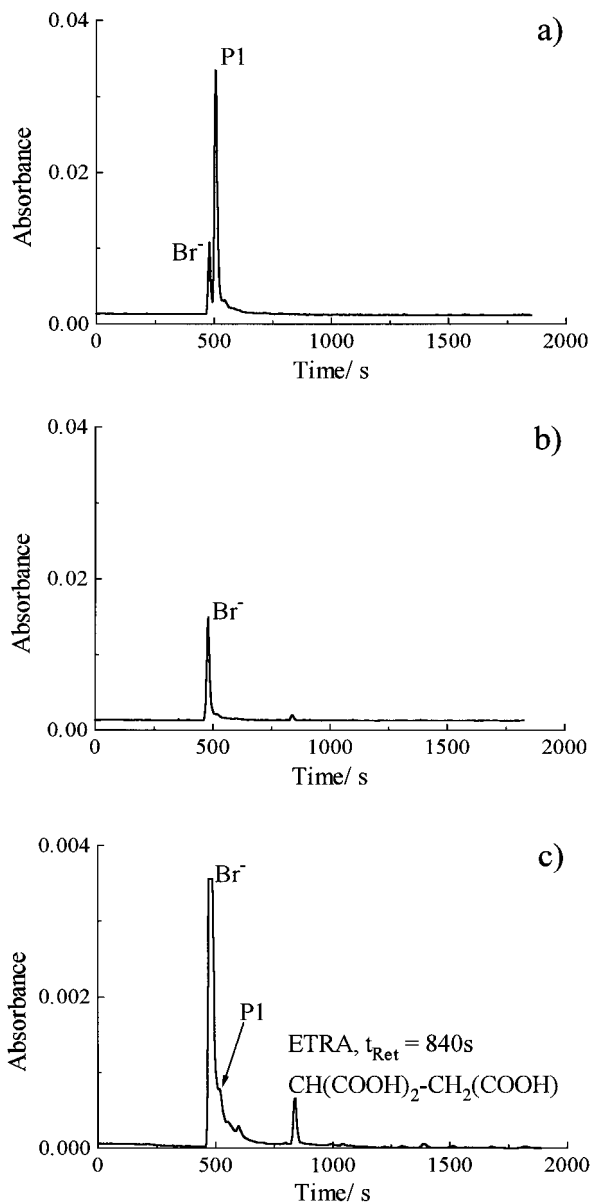 a)
0.04
P1
Absorbance
0.02
Br-
0.00
0 500 1000 1500 2000
Time/ s
b)
0.04
Absorbance
0.02
Br-
0.00
0 500 1000 1500 2000
Time/ s
c)
0.004
Br-
Absorbance
0.002
P1
ETRA, tRet = 840s
CH(COOH)2-CH2(COOH)
0.000
0 500 1000 1500 2000
Time/ s